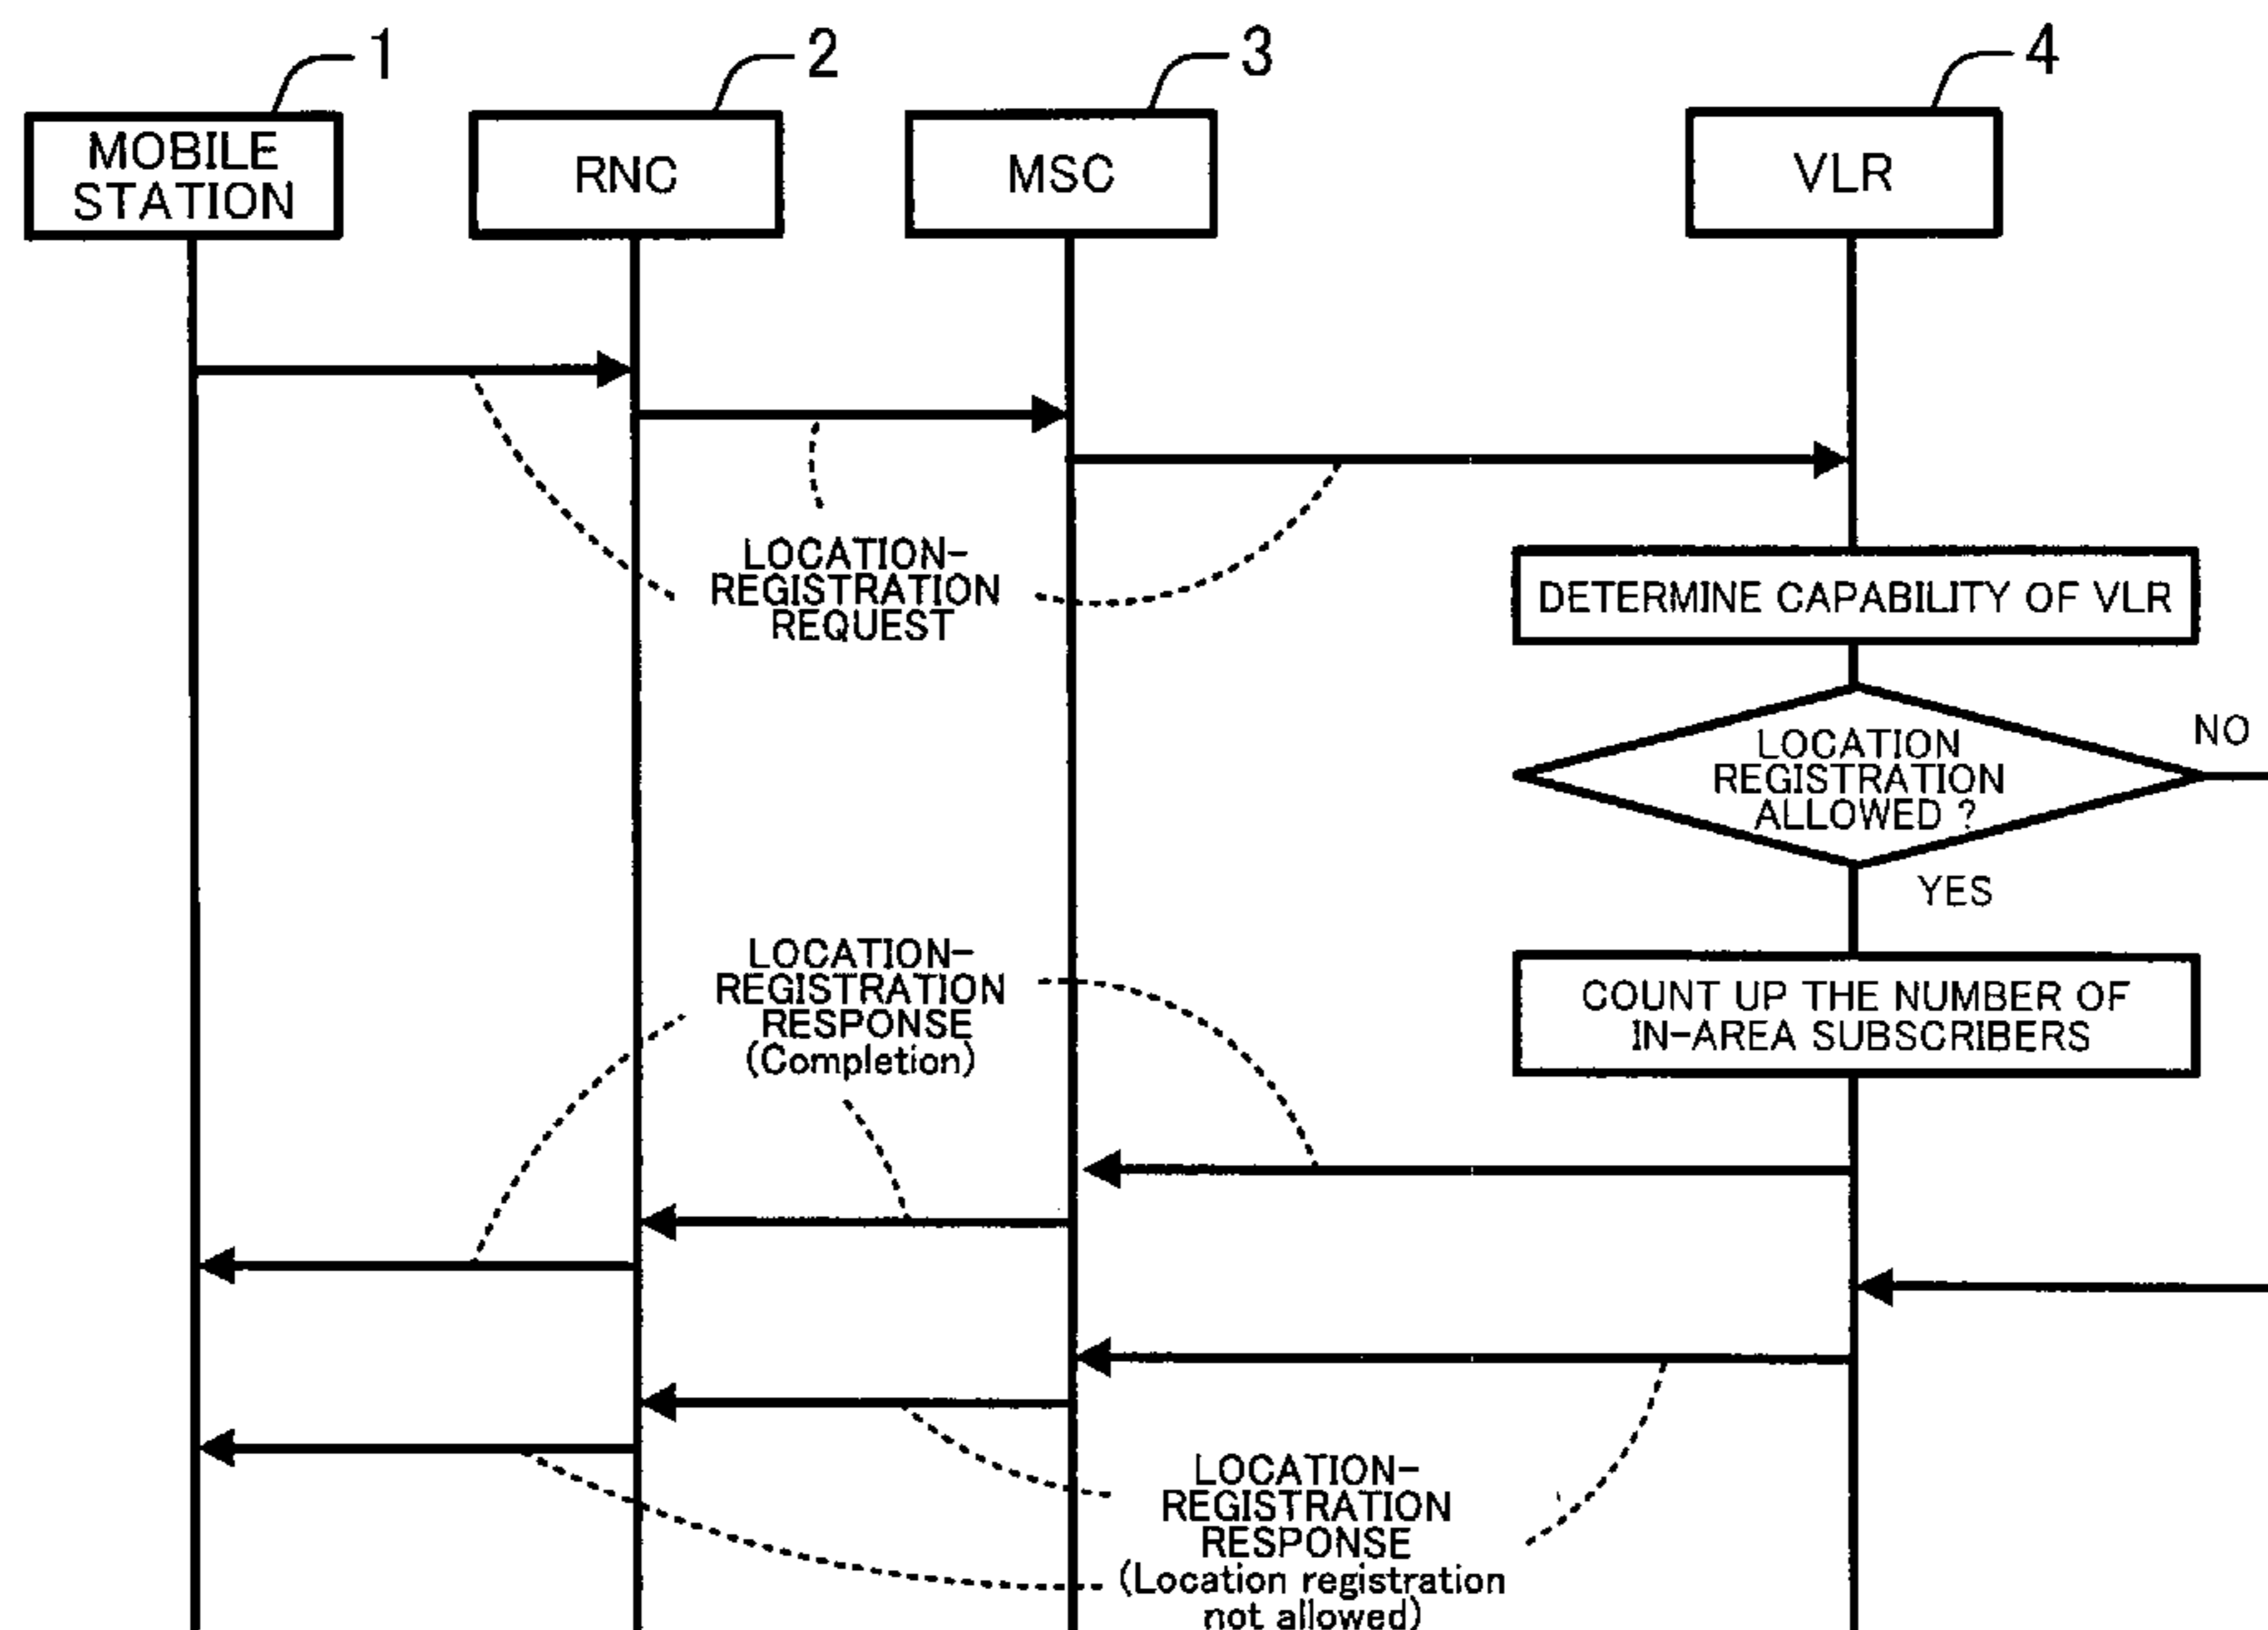 1
2
3
4
MOBILE
STATION
RNC
MSC
VLR
LOCATION-
REGISTRATION
REQUEST
DETERMINE CAPABILITY OF VLR
LOCATION
REGISTRATION
ALLOWED ?
NO
YES
LOCATION-
REGISTRATION
RESPONSE
(Completion)
COUNT UP THE NUMBER OF
IN-AREA SUBSCRIBERS
LOCATION-
REGISTRATION
RESPONSE
(Location registration
not allowed)